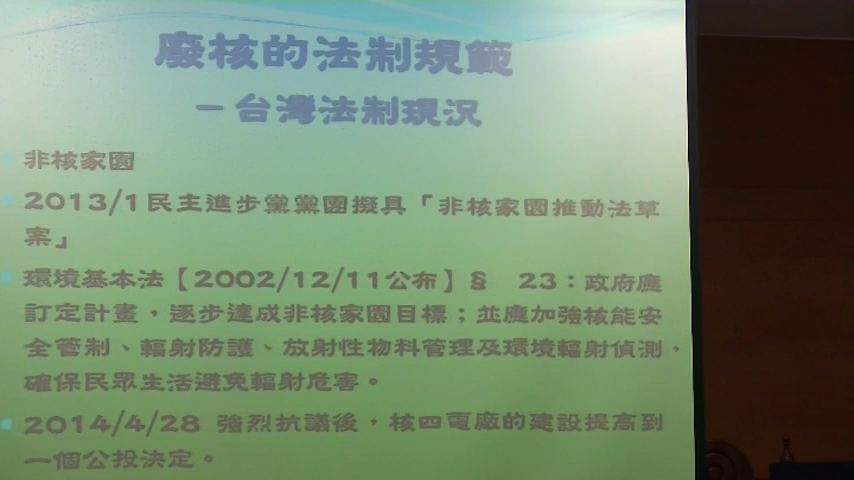 廢核的法制規範
－台灣法制現況
非核家園
2013/1民主進步黨黨團擬具「非核家園推動法草
案」
環境基本法【2002/12/11公布】§ 23：政府應
訂定計畫，逐步達成非核家園目標；並應加強核能安
全管制、輻射防護、放射性物料管理及環境輻射偵測，
確保民眾生活避免輻射危害。
2014/4/28 強烈抗議後，核四電廠的建設提高到
一個公投決定。